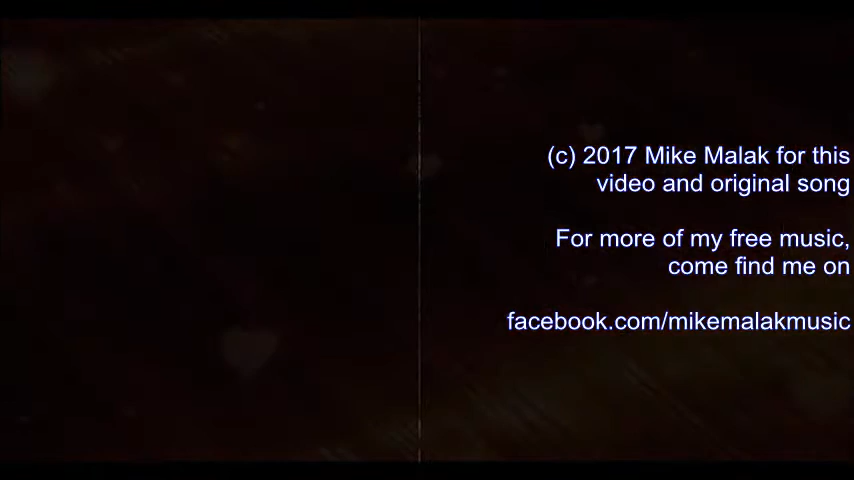 (c) 2017 Mike Malak for this
video and original song
For more of my free music,
come find me on
facebook.com/mikemalakmusic